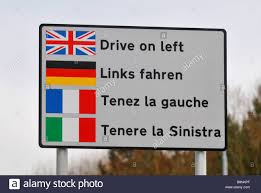 Drive on left
Links fahren
Tenez la gauche
Tenere la Sinistra
alamy stock photo